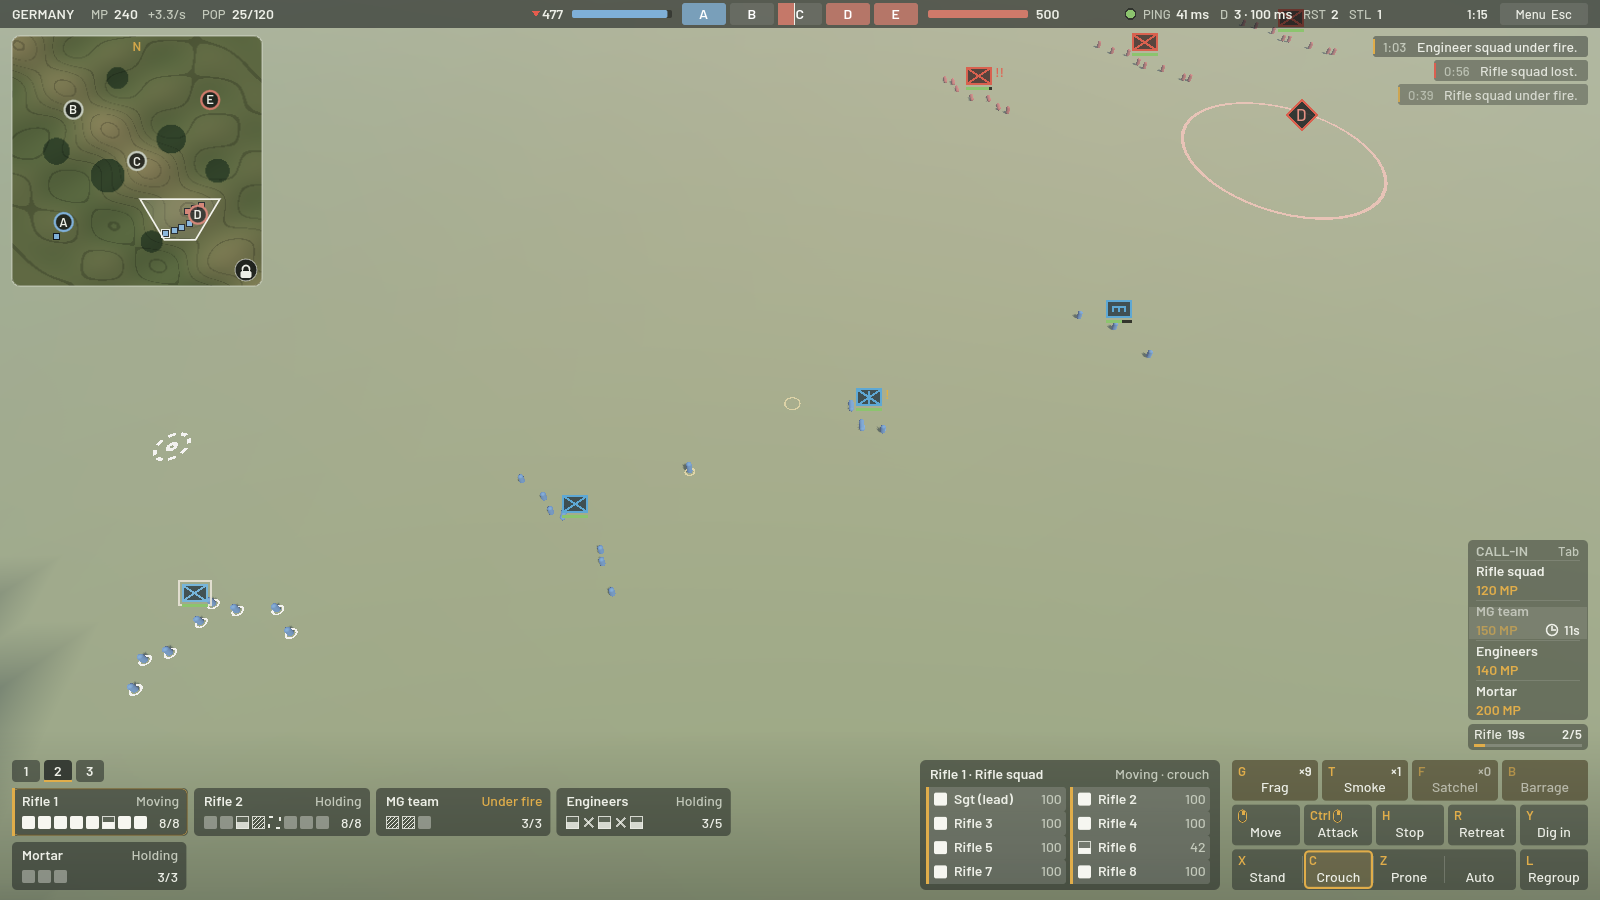 GERMANY MP 240 +3.3/s POP 25/120
477 A B C D E 500
PING 41 ms D 3 · 100 ms RST 2 STL 1
1:15 Menu Esc
N
B
E
C
A
D
1:03 Engineer squad under fire.
0:56 Rifle squad lost.
0:39 Rifle squad under fire.
!!
D
E
CALL-IN Tab
Rifle squad
120 MP
MG team
150 MP 11s
Engineers
140 MP
Mortar
200 MP
Rifle 19s 2/5
1 2 3
Rifle 1 Moving
8/8
Rifle 2 Holding
8/8
MG team Under fire
3/3
Engineers Holding
3/5
Mortar Holding
3/3
Rifle 1 · Rifle squad Moving · crouch
Sgt (lead) 100 Rifle 2 100
Rifle 3 100 Rifle 4 100
Rifle 5 100 Rifle 6 42
Rifle 7 100 Rifle 8 100
G ×9 T ×1 F ×0 B
Frag Smoke Satchel Barrage
Ctrl H R Y
Move Attack Stop Retreat Dig in
X C Z L
Stand Crouch Prone Auto Regroup